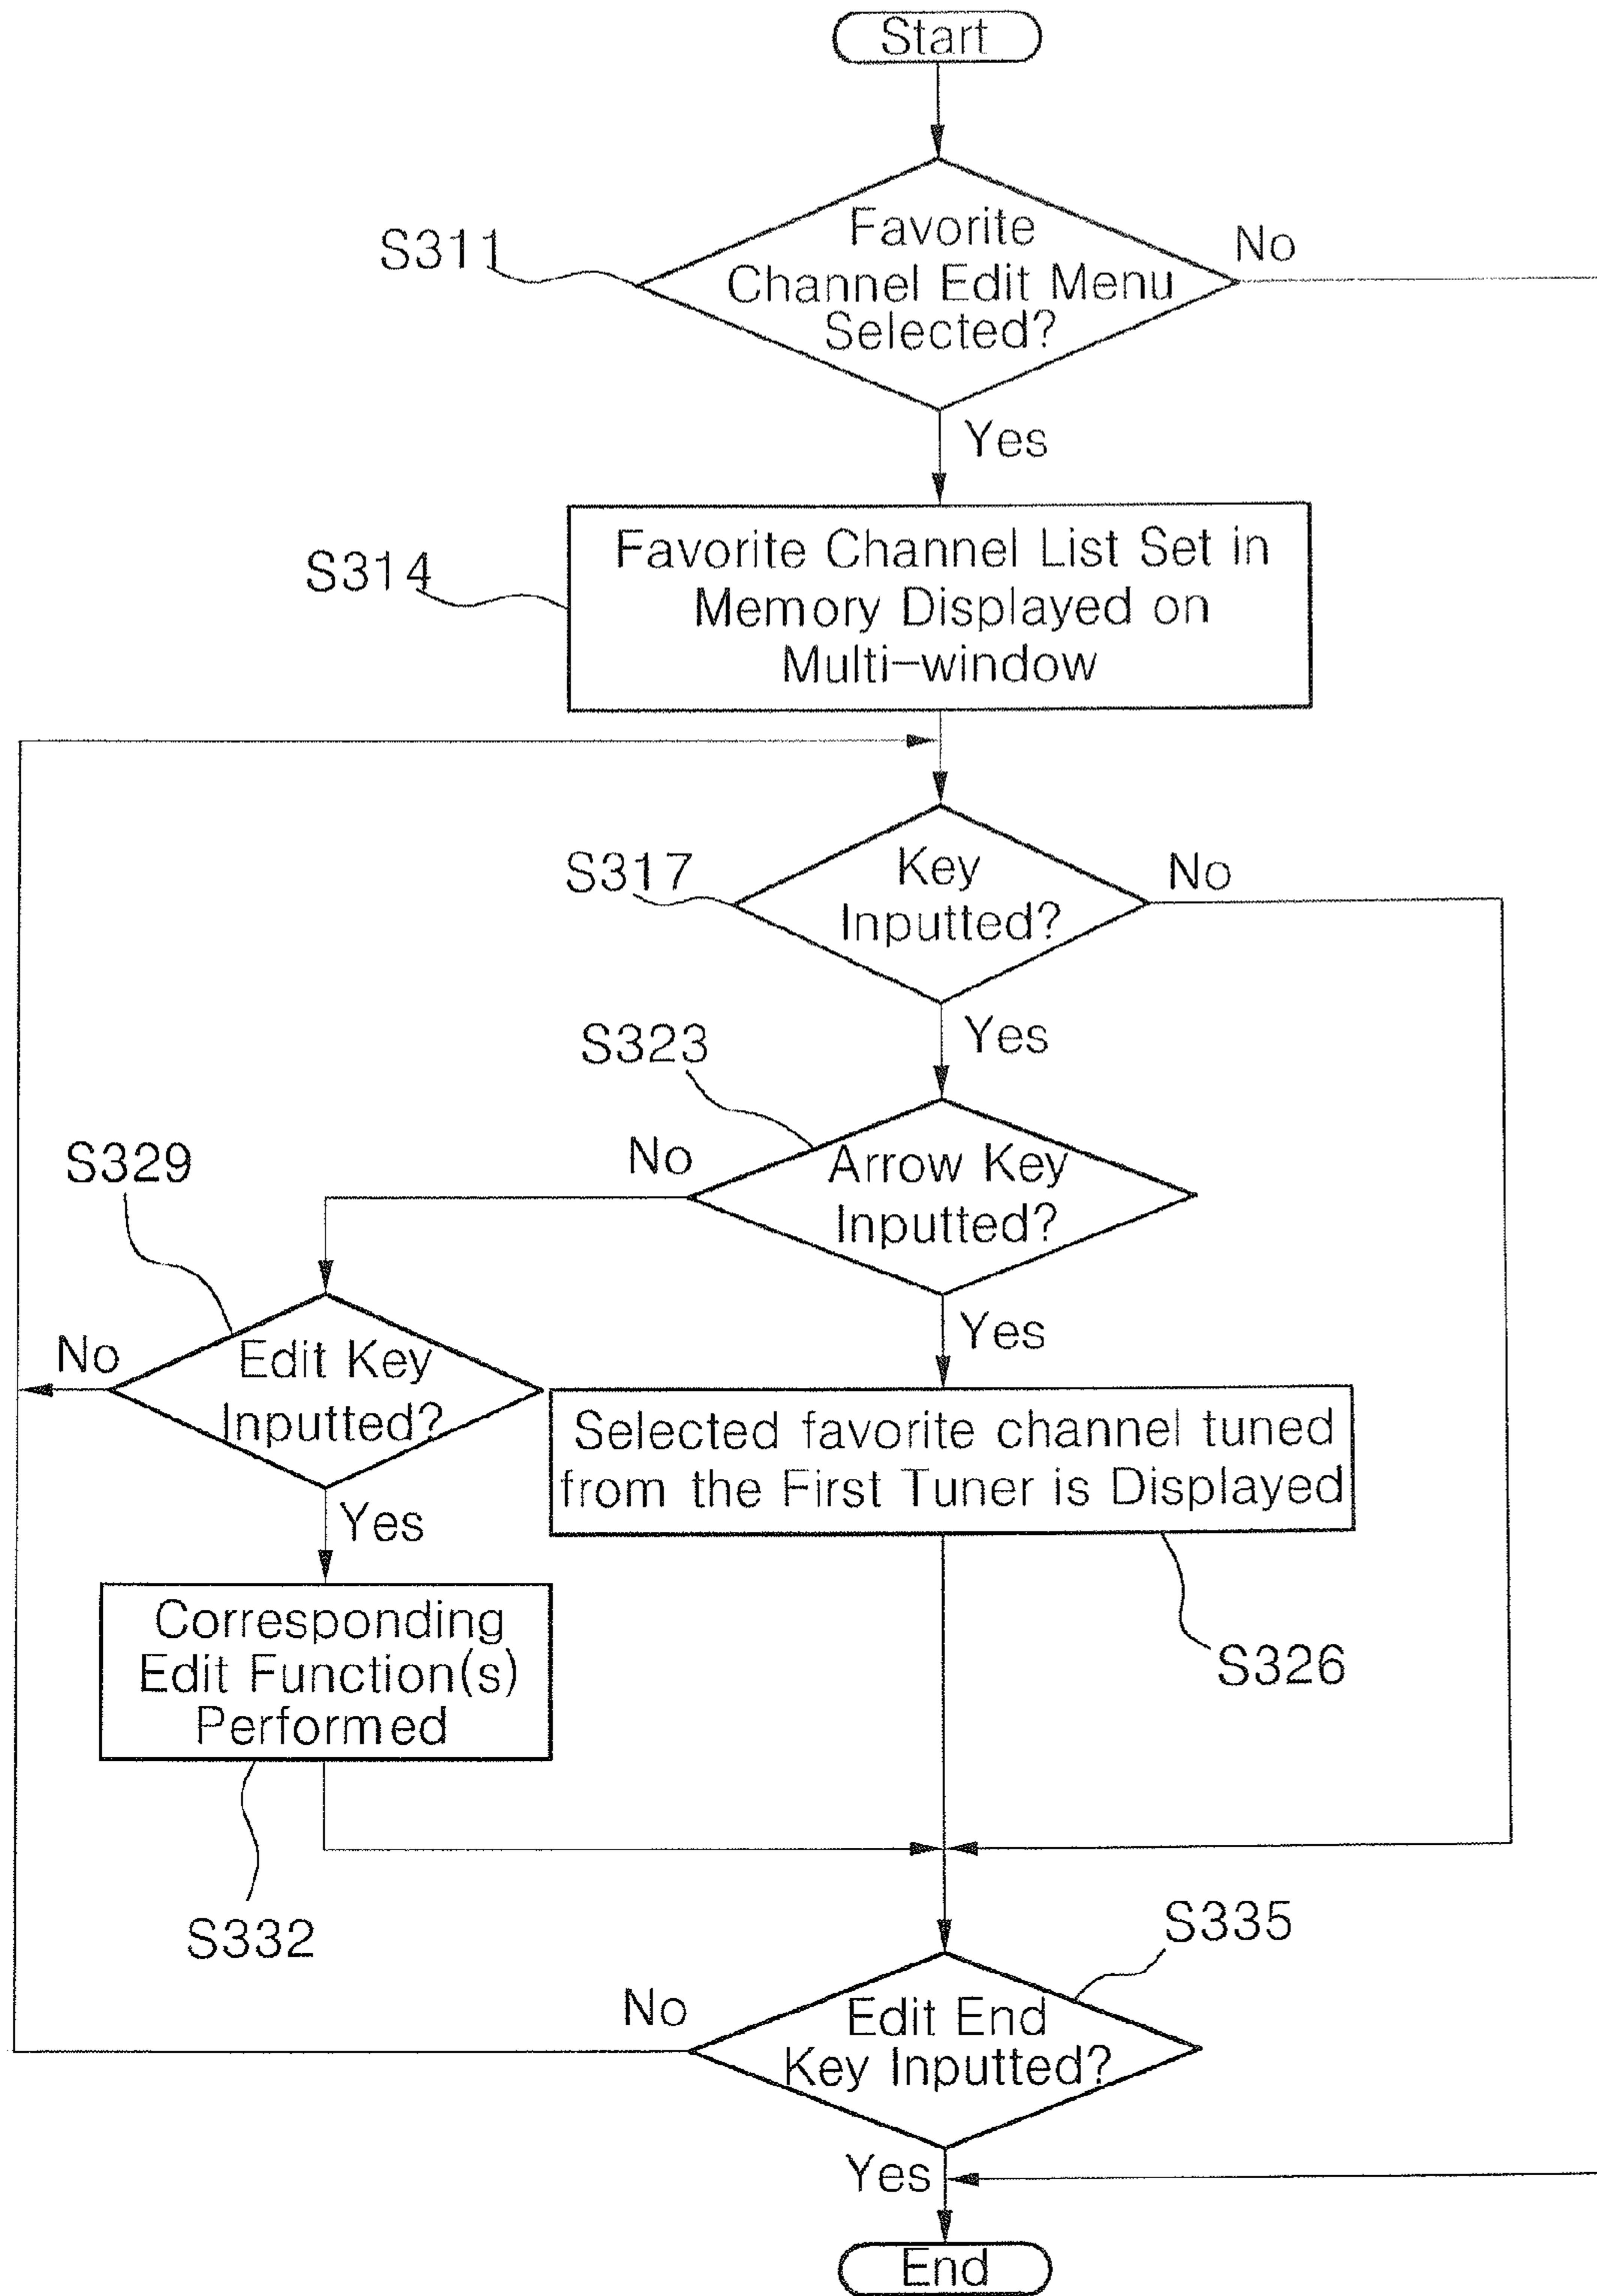 Start
S311
Favorite
Channel Edit Menu
Selected?
No
Yes
S314
Favorite Channel List Set in
Memory Displayed on
Multi-window
S317
Key
Inputted?
No
Yes
S323
No
Arrow Key
Inputted?
S329
No
Edit Key
Inputted?
Yes
Selected favorite channel tuned
from the First Tuner is Displayed
Yes
Corresponding
Edit Function(s)
Performed
S326
S332
S335
No
Edit End
Key Inputted?
Yes
End